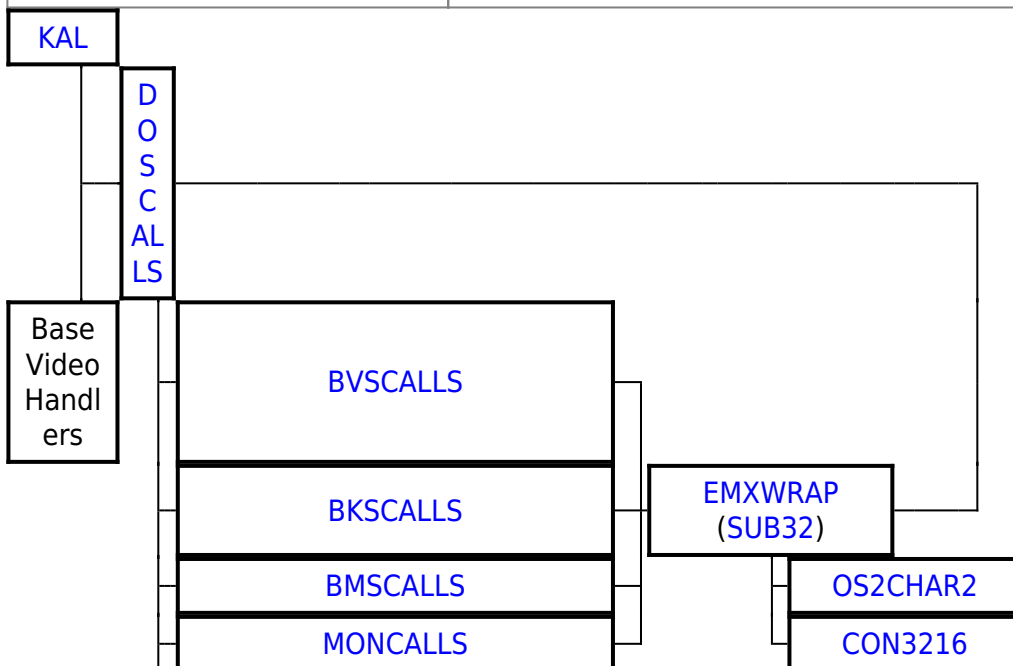 KAL
D
O
S
C
AL
LS
Base
Video
Handl
ers
BVSCALLS
BKSCALLS
EMXWRAP
(SUB32)
BMSCALLS
OS2CHAR2
MONCALLS
CON3216